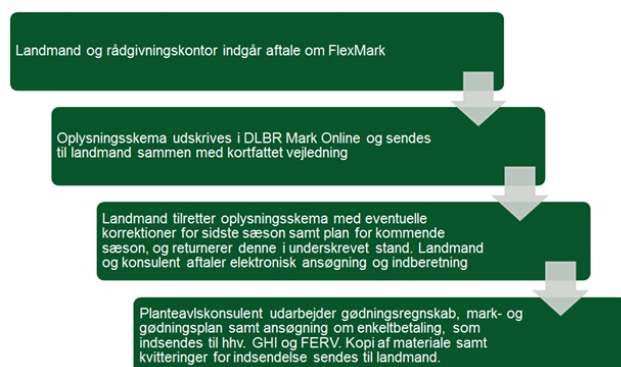 Landmand og rådgivningskontor indgår aftale om FlexMark
Oplysningsskema udskrives i DLBR Mark Online og sendes
til landmand sammen med kortfattet vejledning
Landmand tilretter oplysningsskema med eventuelle
korrektioner for sidste sæson samt plan for kommende
sæson, og returnerer denne i underskrevet stand. Landmand
og konsulent aftaler elektronisk ansøgning og indberetning
Planteavlskonsulent udarbejder gødningsregnskab, mark- og
gødningsplan samt ansøgning om enkeltbetaling, som
indsendes til hhv. GHI og FERV. Kopi af materiale samt
kvitteringer for indsendelse sendes til landmand.